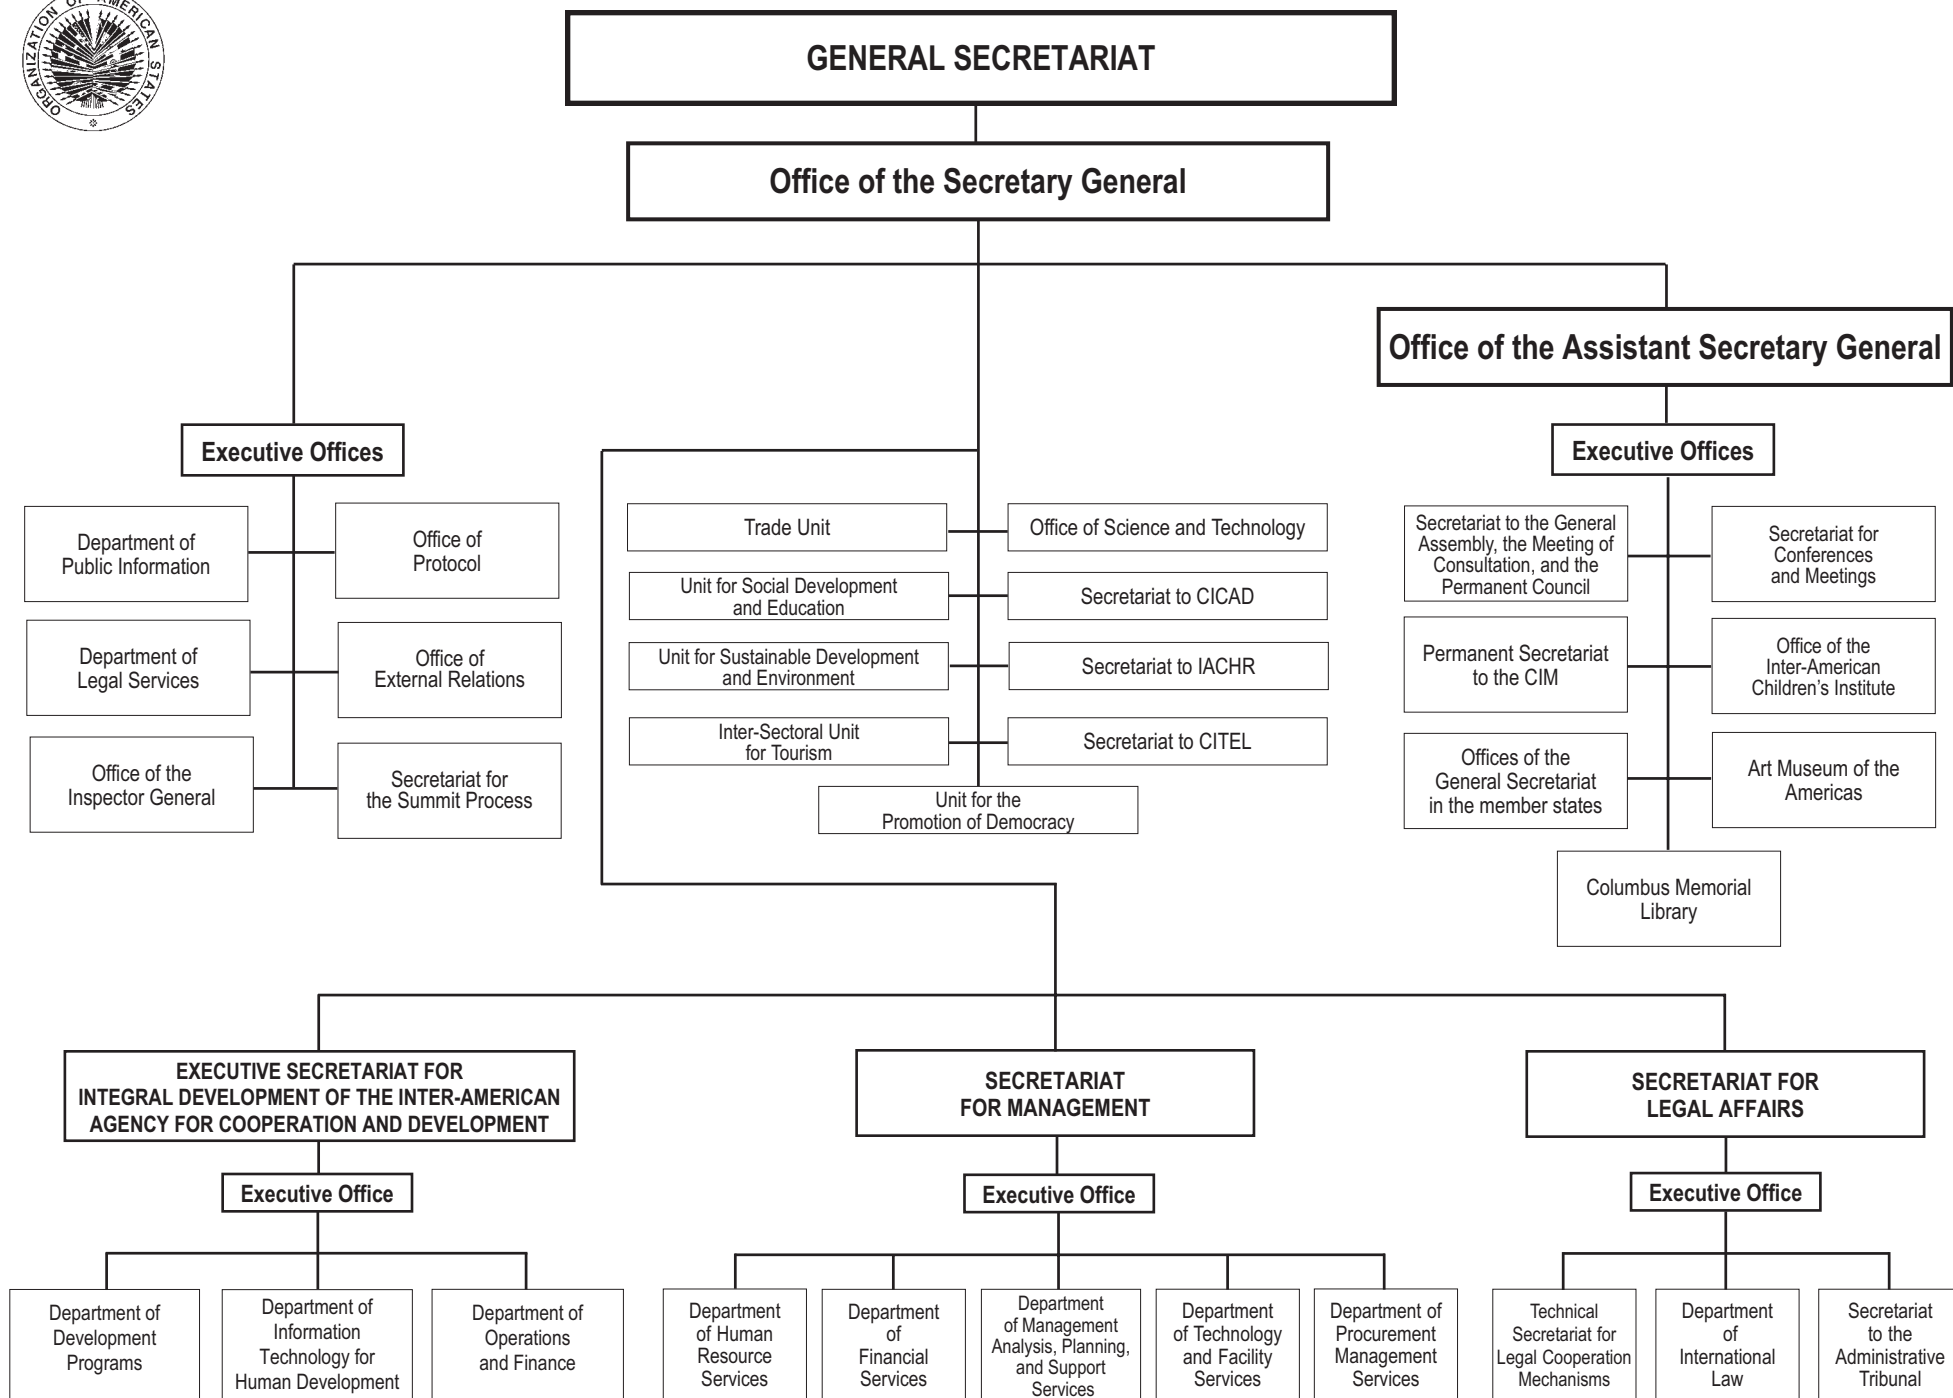 ORGANIZATION OF AMERICAN STATES
GENERAL SECRETARIAT
Office of the Secretary General
Office of the Assistant Secretary General
Executive Offices
Department of
Public Information
Office of
Protocol
Department of
Legal Services
Office of
External Relations
Office of the
Inspector General
Secretariat for
the Summit Process
Trade Unit
Office of Science and Technology
Unit for Social Development
and Education
Secretariat to CICAD
Unit for Sustainable Development
and Environment
Secretariat to IACHR
Inter-Sectoral Unit
for Tourism
Secretariat to CITEL
Unit for the
Promotion of Democracy
Executive Offices
Secretariat to the General
Assembly, the Meeting of
Consultation, and the
Permanent Council
Secretariat for
Conferences
and Meetings
Permanent Secretariat
to the CIM
Office of the
Inter-American
Children's Institute
Offices of the
General Secretariat
in the member states
Art Museum of the
Americas
Columbus Memorial
Library
EXECUTIVE SECRETARIAT FOR
INTEGRAL DEVELOPMENT OF THE INTER-AMERICAN
AGENCY FOR COOPERATION AND DEVELOPMENT
Executive Office
Department of
Development
Programs
Department of
Information
Technology for
Human Development
Department of
Operations
and Finance
SECRETARIAT
FOR MANAGEMENT
Executive Office
Department
of Human
Resource
Services
Department
of
Financial
Services
Department
of Management
Analysis, Planning,
and Support
Services
Department
of Technology
and Facility
Services
Department of
Procurement
Management
Services
SECRETARIAT FOR
LEGAL AFFAIRS
Executive Office
Technical
Secretariat for
Legal Cooperation
Mechanisms
Department
of
International
Law
Secretariat
to the
Administrative
Tribunal